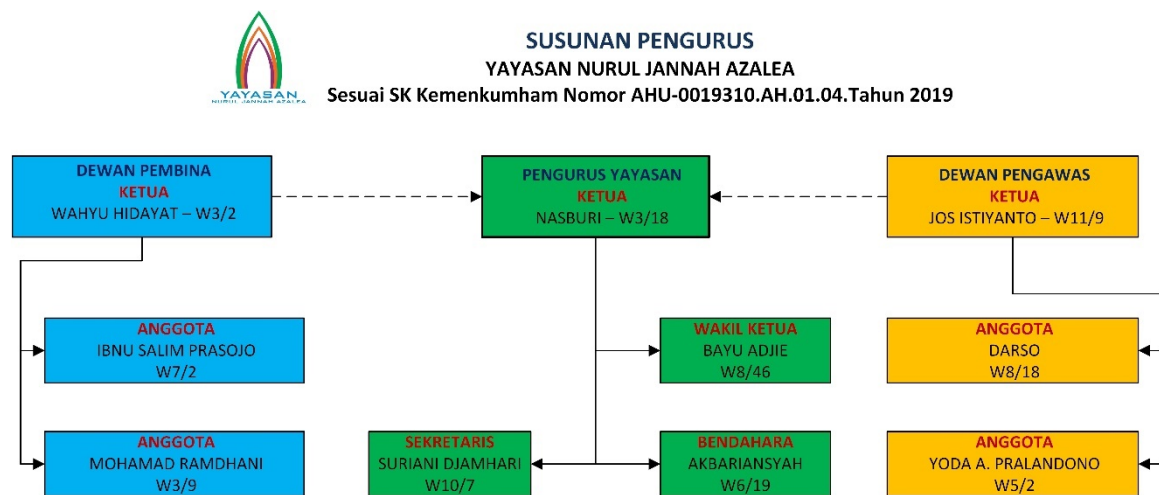 YAYASAN
NURUL JANNAH AZALEA
SUSUNAN PENGURUS
YAYASAN NURUL JANNAH AZALEA
Sesuai SK Kemenkumham Nomor AHU-0019310.AH.01.04.Tahun 2019
DEWAN PEMBINA
KETUA
WAHYU HIDAYAT – W3/2
PENGURUS YAYASAN
KETUA
NASBURI – W3/18
DEWAN PENGAWAS
KETUA
JOS ISTIYANTO – W11/9
ANGGOTA
IBNU SALIM PRASOJO
W7/2
WAKIL KETUA
BAYU ADJIE
W8/46
ANGGOTA
DARSO
W8/18
ANGGOTA
MOHAMAD RAMDHANI
W3/9
SEKRETARIS
SURIANI DJAMHARI
W10/7
BENDAHARA
AKBARIANSYAH
W6/19
ANGGOTA
YODA A. PRALANDONO
W5/2